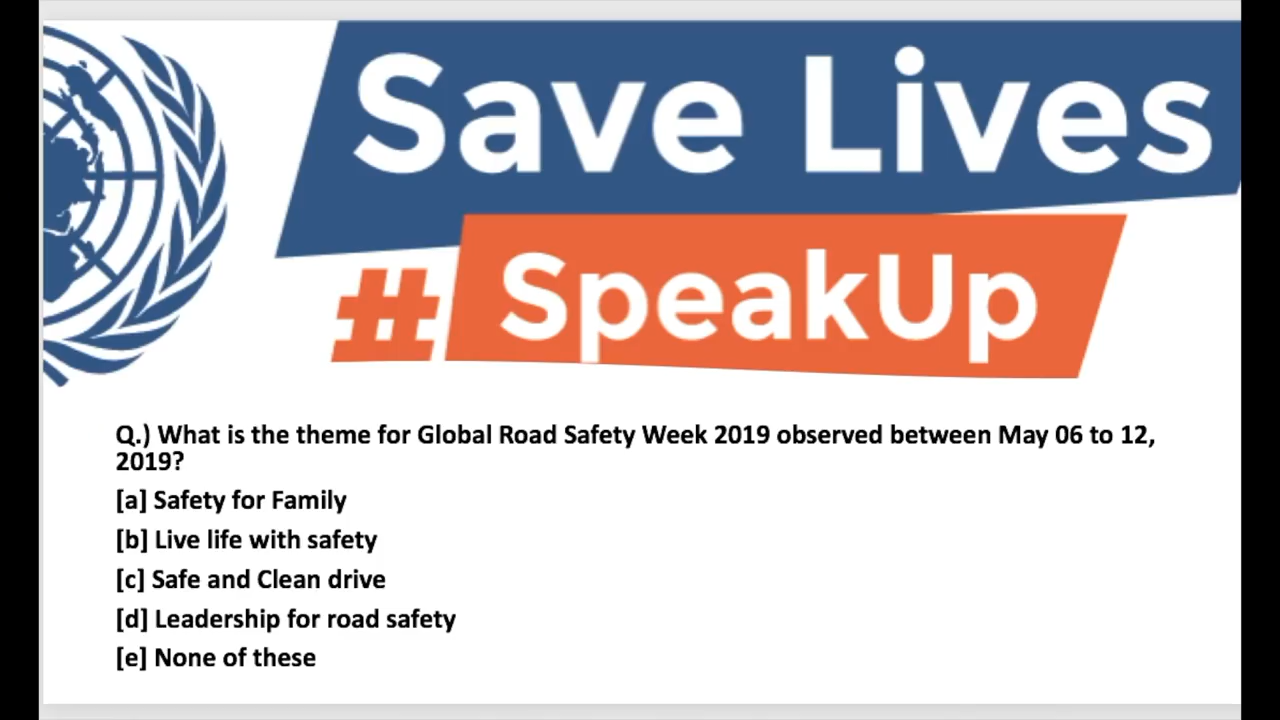 Save Lives
#SpeakUp
Q.) What is the theme for Global Road Safety Week 2019 observed between May 06 to 12,
2019?
[a] Safety for Family
[b] Live life with safety
[c] Safe and Clean drive
[d] Leadership for road safety
[e] None of these